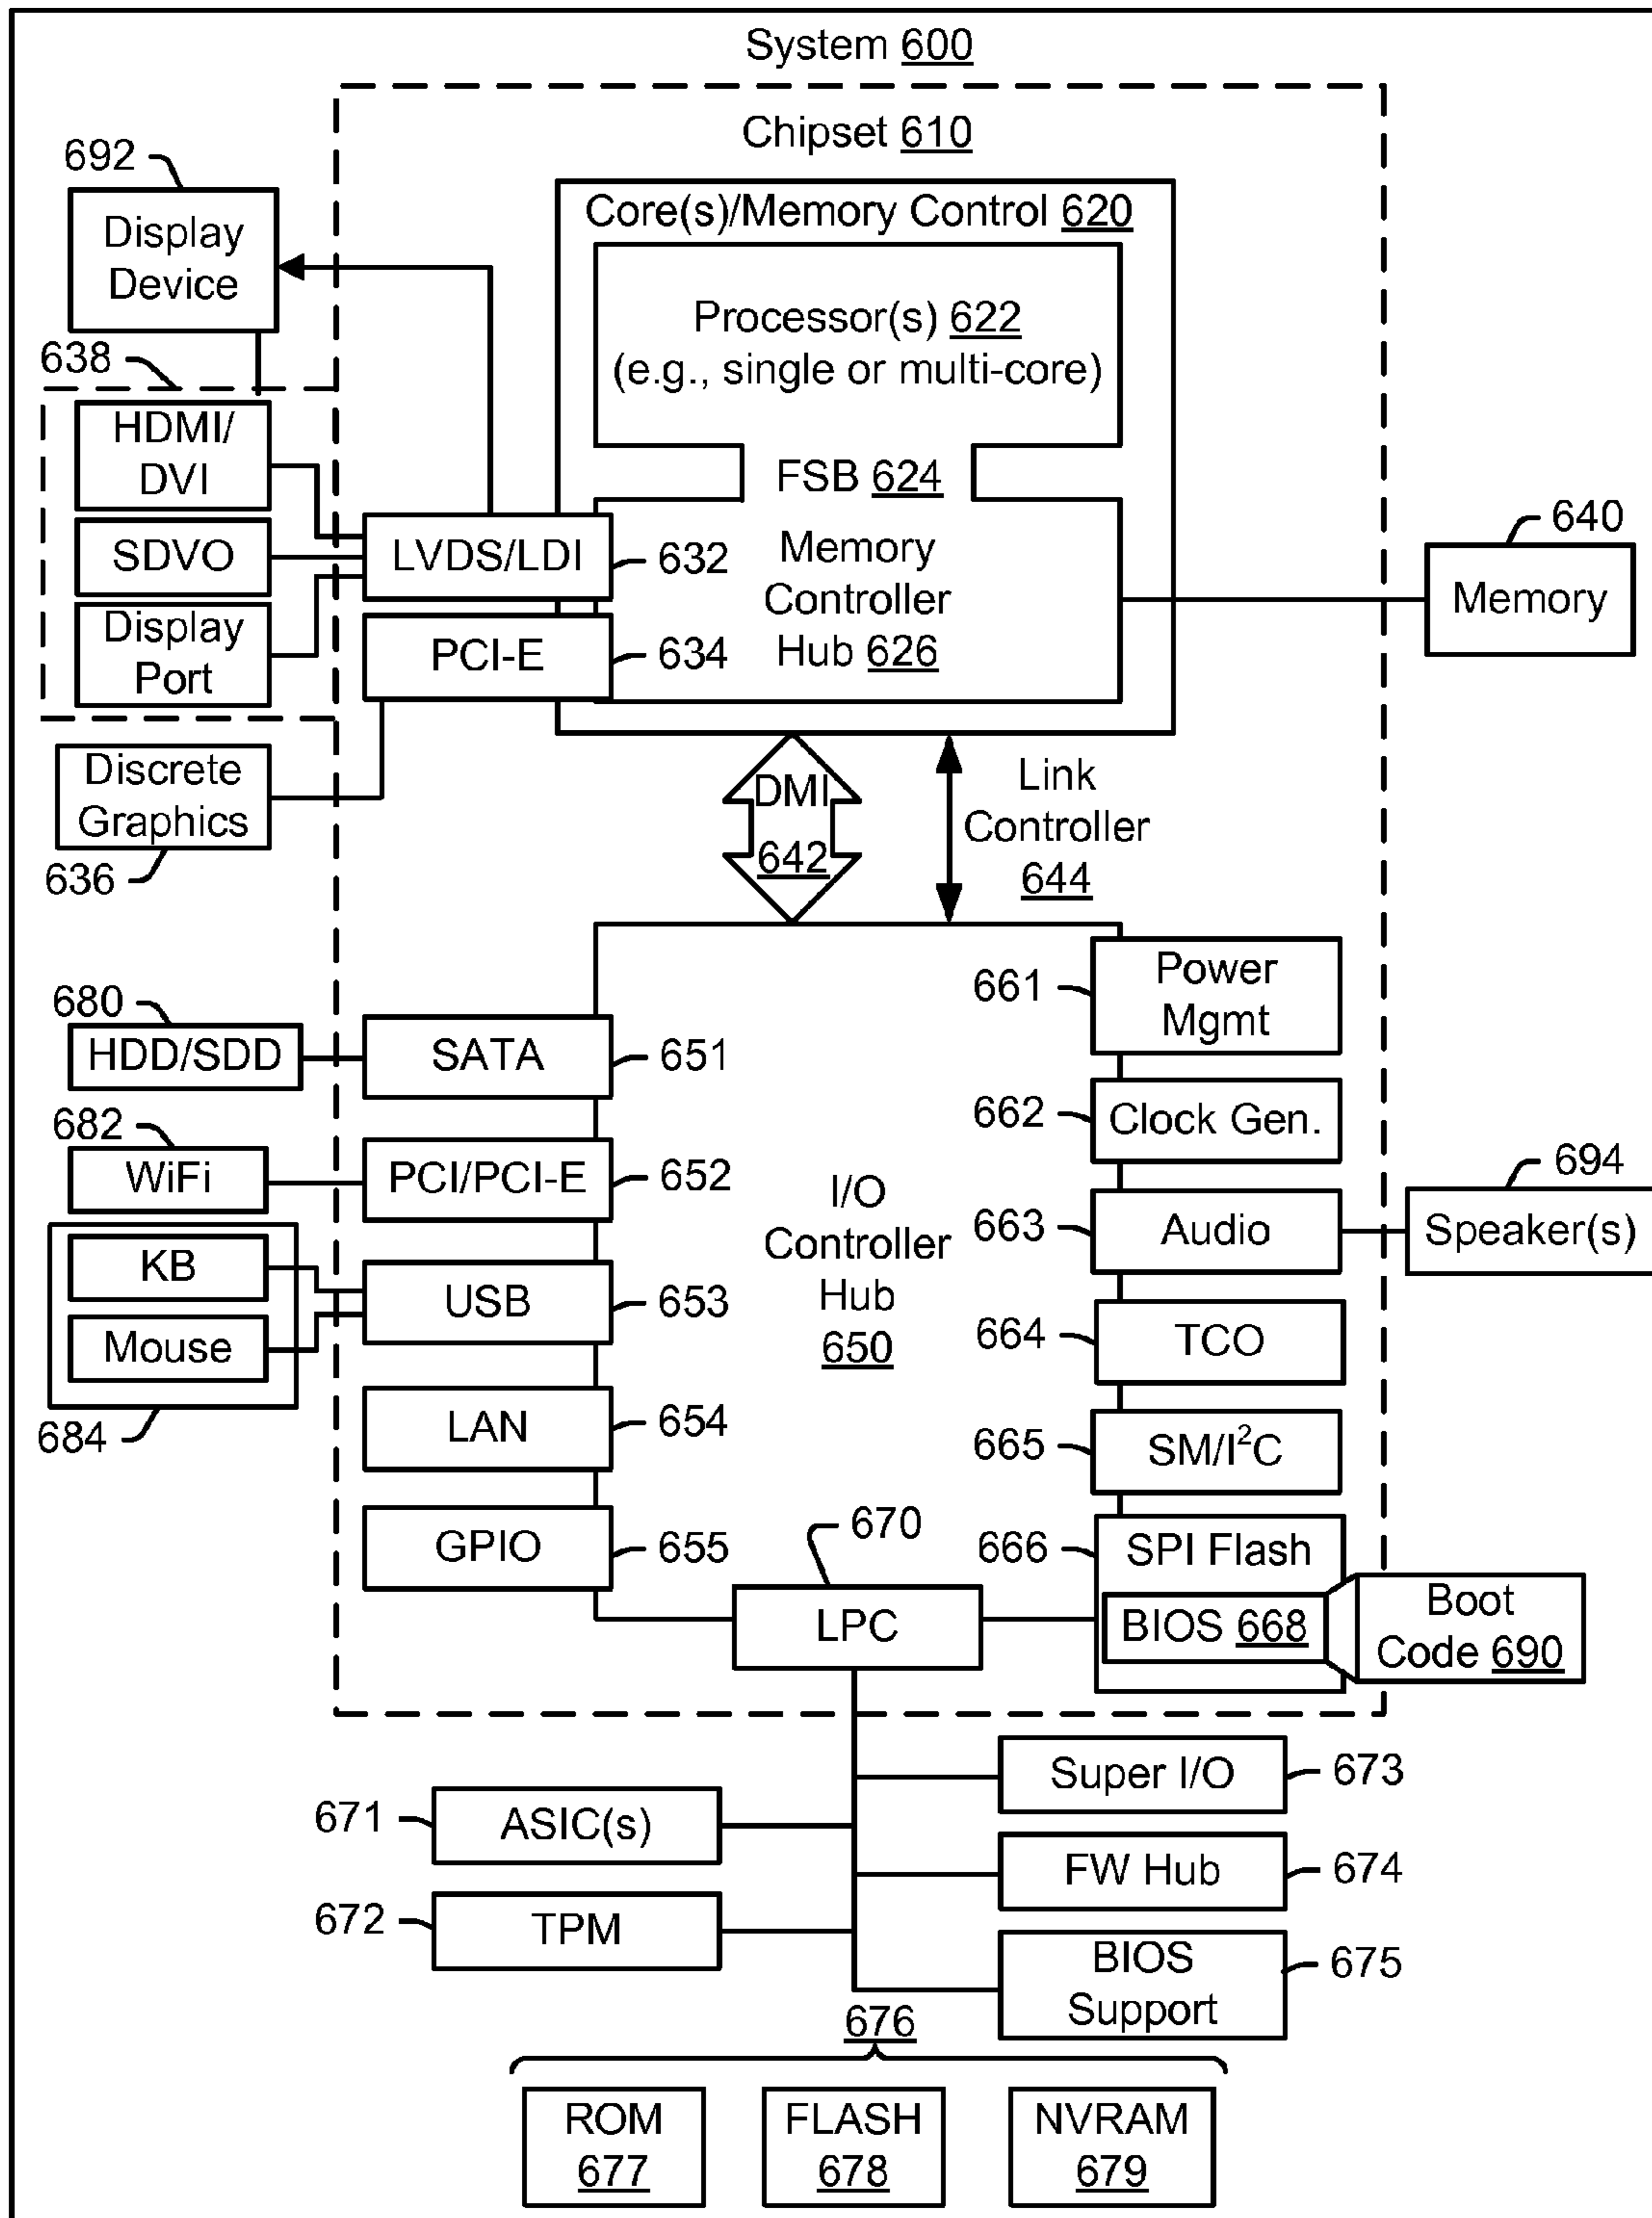 System 600
Chipset 610
692
Display
Device
638
HDMI/
DVI
SDVO
Display
Port
Discrete
Graphics
636
Core(s)/Memory Control 620
Processor(s) 622
(e.g., single or multi-core)
FSB 624
Memory
Controller
Hub 626
LVDS/LDI
632
PCI-E
634
640
Memory
DMI
642
Link
Controller
644
680
HDD/SDD
682
WiFi
KB
Mouse
684
SATA
651
PCI/PCI-E
652
USB
653
LAN
654
GPIO
655
I/O
Controller
Hub
650
661
Power
Mgmt
662
Clock Gen.
663
Audio
694
Speaker(s)
664
TCO
665
SM/I²C
666
SPI Flash
BIOS 668
Boot
Code 690
670
LPC
671
ASIC(s)
672
TPM
Super I/O
673
FW Hub
674
BIOS
Support
675
676
ROM
677
FLASH
678
NVRAM
679